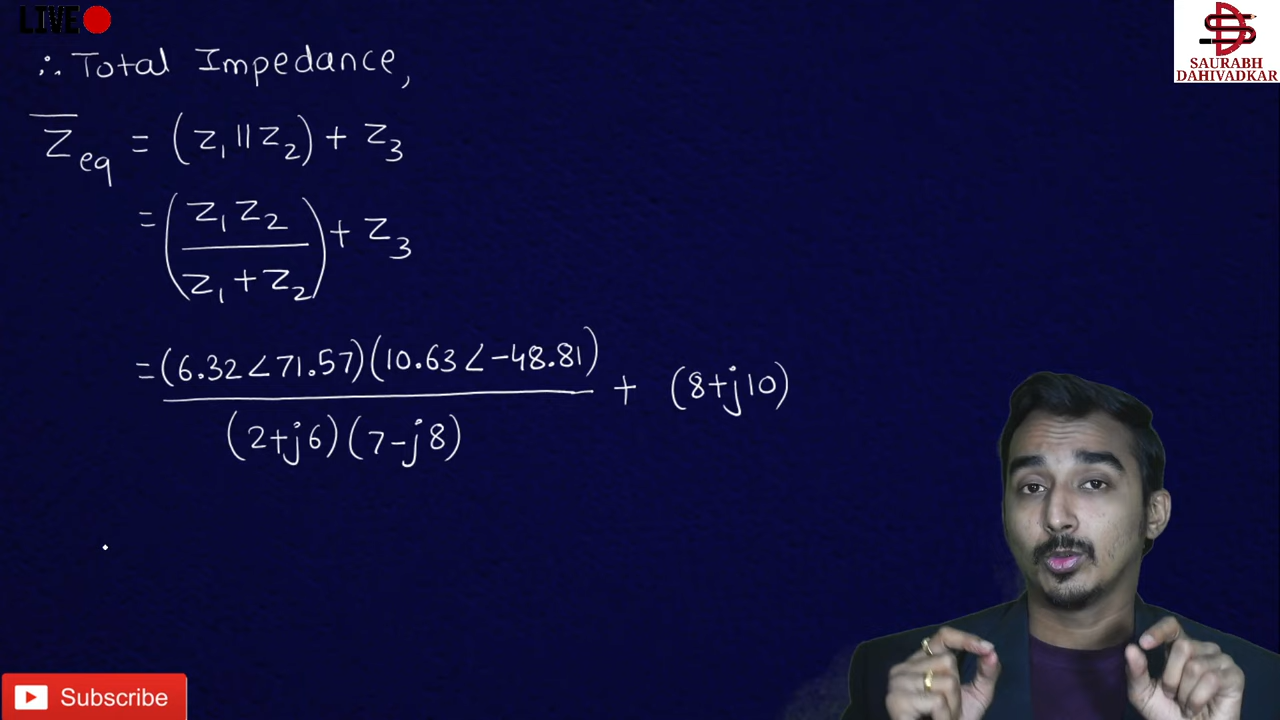 LIVE
SAURABH
DAHIVADKAR
∴ Total Impedance,
Z̅eq = (Z₁ || Z₂) + Z₃
= (Z₁ Z₂ / Z₁ + Z₂) + Z₃
= (6.32∠71.57)(10.63∠-48.81) / (2+j6)(7-j8) + (8+j10)
Subscribe